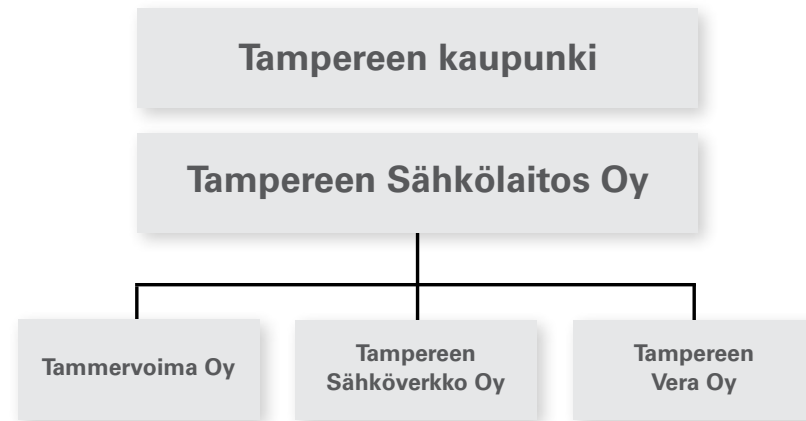 Tampereen kaupunki
Tampereen Sähkölaitos Oy
Tammervoima Oy
Tampereen
Sähköverkko Oy
Tampereen
Vera Oy